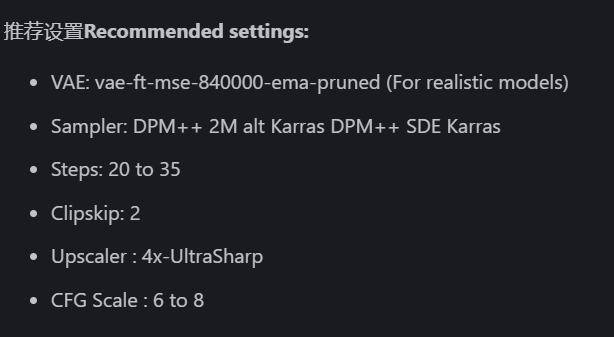 推荐设置Recommended settings:
VAE: vae-ft-mse-840000-ema-pruned (For realistic models)
Sampler: DPM++ 2M alt Karras DPM++ SDE Karras
Steps: 20 to 35
Clipskip: 2
Upscaler : 4x-UltraSharp
CFG Scale : 6 to 8